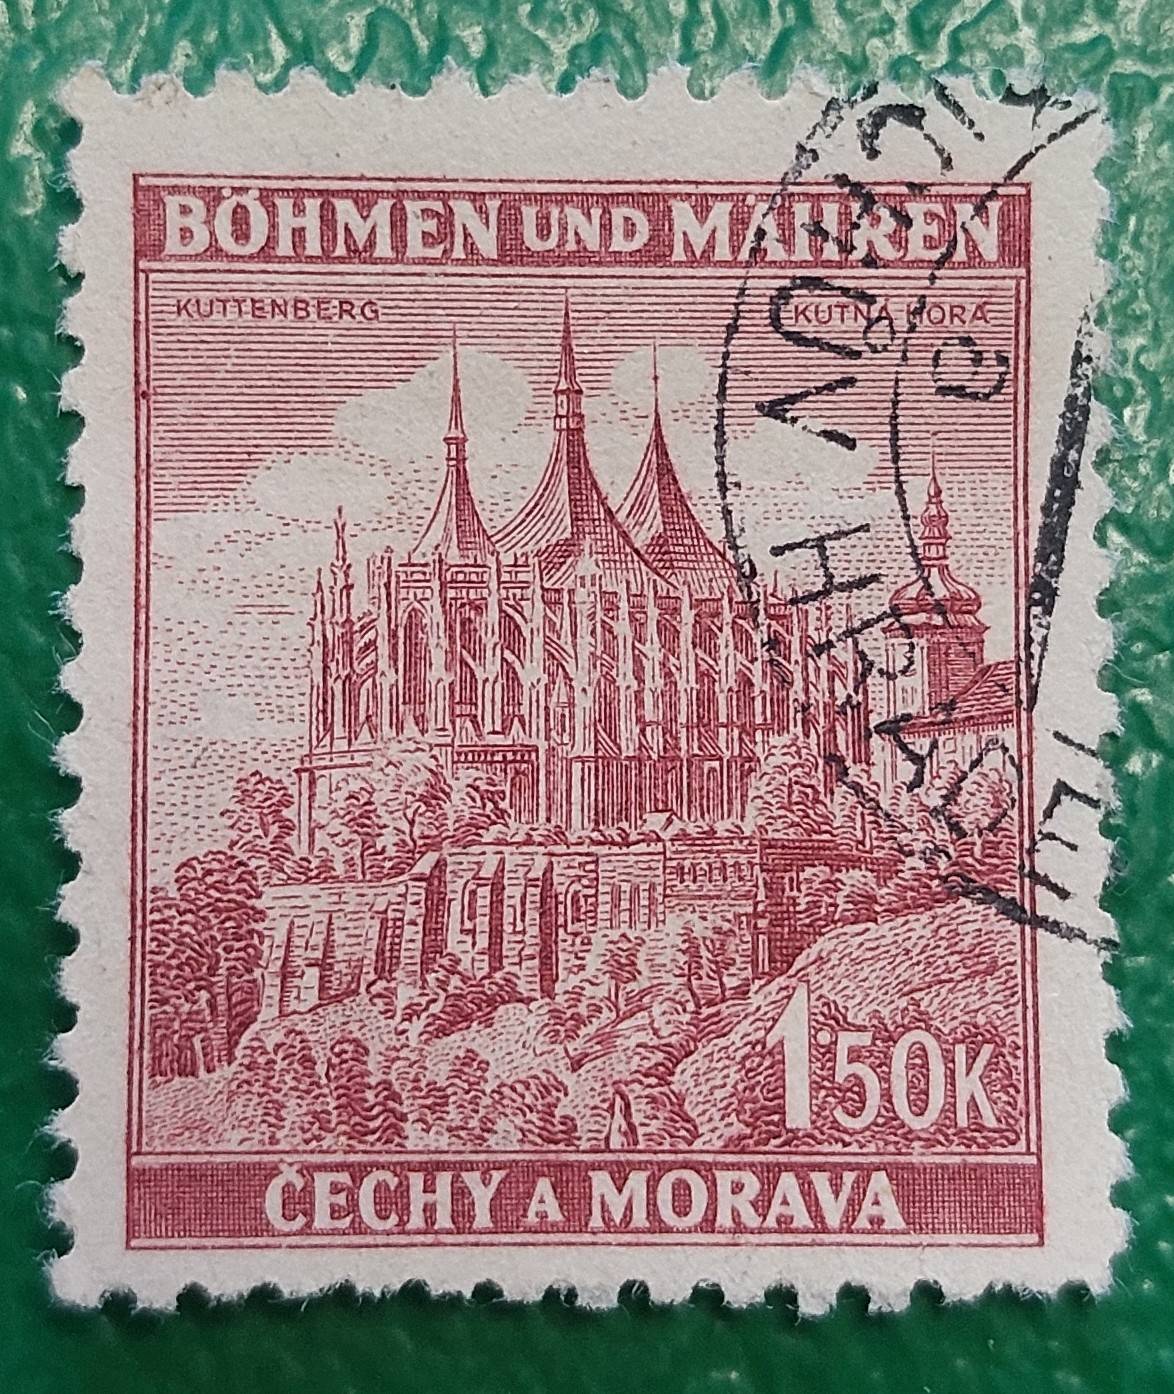 BÖHMEN UND MÄHREN
KUTTENBERG
KUTNÁ HORA
1·50K
ČECHY A MORAVA